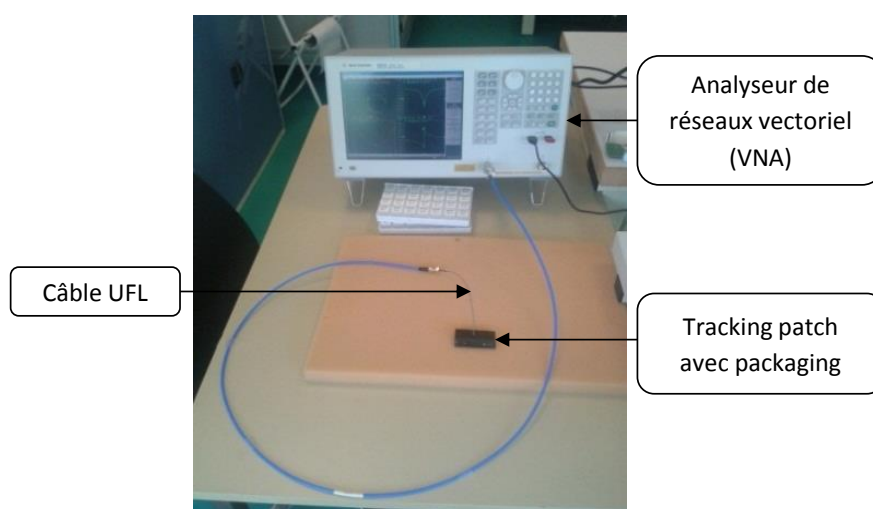 Analyseur de
réseaux vectoriel
(VNA)
Câble UFL
Tracking patch
avec packaging